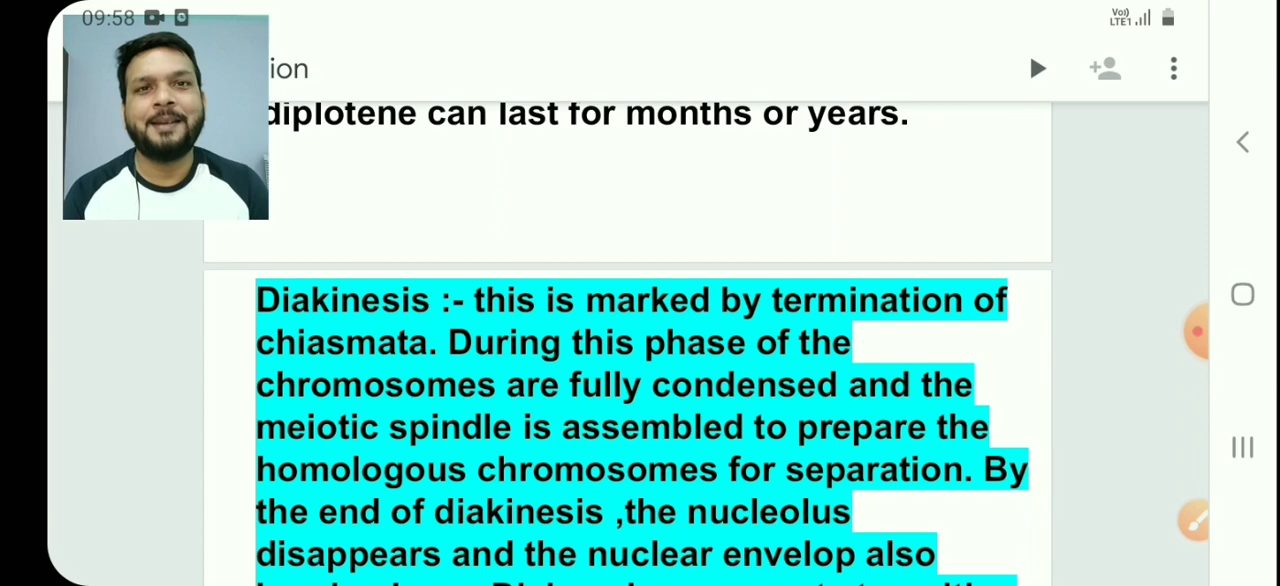 09:58
Vo)) LTE1
ion
diplotene can last for months or years.
Diakinesis :- this is marked by termination of
chiasmata. During this phase of the
chromosomes are fully condensed and the
meiotic spindle is assembled to prepare the
homologous chromosomes for separation. By
the end of diakinesis ,the nucleolus
disappears and the nuclear envelop also